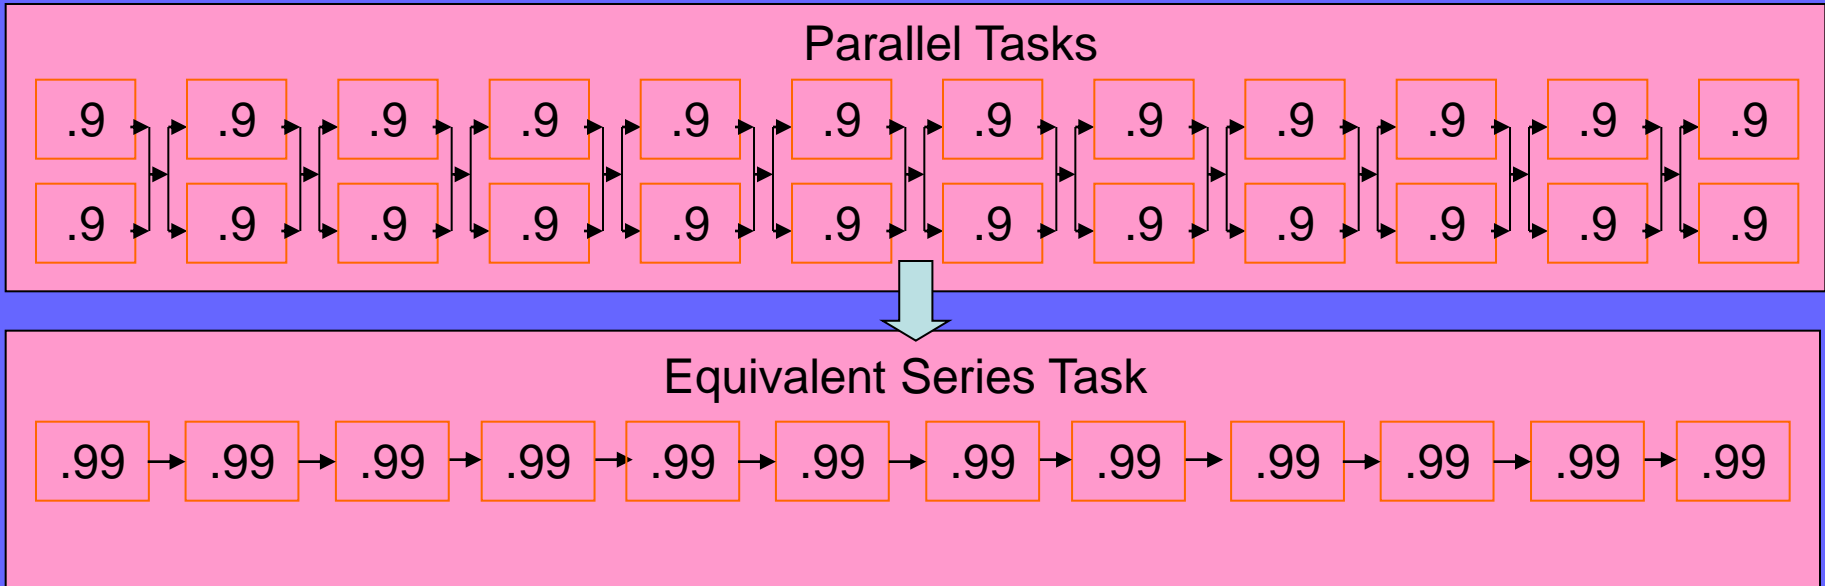 Parallel Tasks
.9 .9 .9 .9 .9 .9 .9 .9 .9 .9 .9 .9
.9 .9 .9 .9 .9 .9 .9 .9 .9 .9 .9 .9
Equivalent Series Task
.99 .99 .99 .99 .99 .99 .99 .99 .99 .99 .99 .99